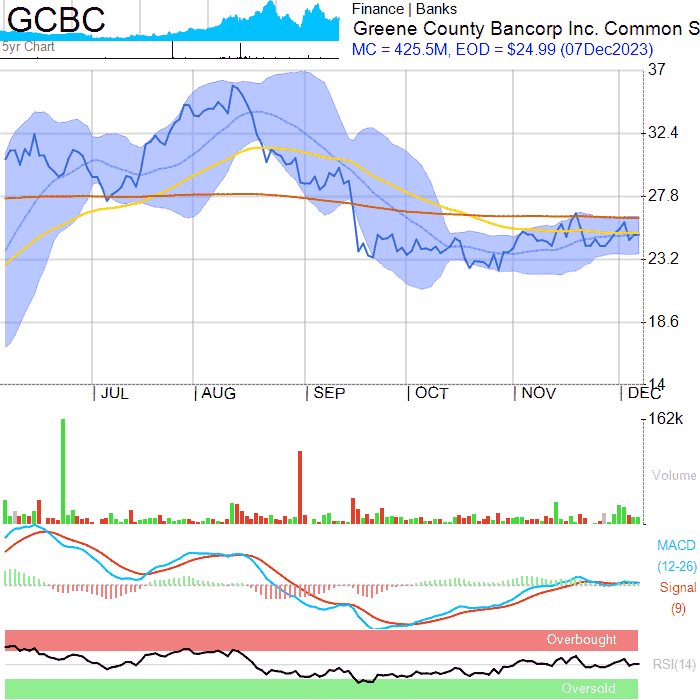 GCBC
5yr Chart
Finance | Banks
Greene County Bancorp Inc. Common S
MC = 425.5M, EOD = $24.99 (07Dec2023)
37
32.4
27.8
23.2
18.6
14
JUL AUG SEP OCT NOV DEC
162k
Volume
MACD
(12-26)
Signal
(9)
Overbought
RSI(14)
Oversold